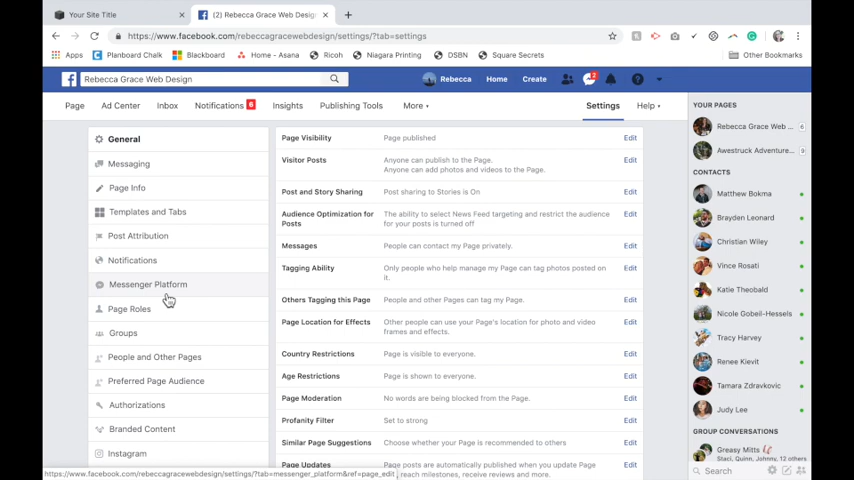 Your Site Title
(2) Rebecca Grace Web Design
https://www.facebook.com/rebeccagracewebdesign/settings/?tab=settings
Apps Planboard Chalk Blackboard Home - Asana Ricoh Niagara Printing DSBN Square Secrets Other Bookmarks
Rebecca Grace Web Design
Rebecca Home Create 2
Page Ad Center Inbox Notifications 6 Insights Publishing Tools More Settings Help
General
Messaging
Page Info
Templates and Tabs
Post Attribution
Notifications
Messenger Platform
Page Roles
Groups
People and Other Pages
Preferred Page Audience
Authorizations
Branded Content
Instagram
Page Visibility Page published Edit
Visitor Posts Anyone can publish to the Page. Edit
Anyone can add photos and videos to the Page.
Post and Story Sharing Post sharing to Stories is On Edit
Audience Optimization for The ability to select News Feed targeting and restrict the audience Edit
Posts for your posts is turned off
Messages People can contact my Page privately. Edit
Tagging Ability Only people who help manage my Page can tag photos posted on Edit
it.
Others Tagging this Page People and other Pages can tag my Page. Edit
Page Location for Effects Other people can use your Page's location for photo and video Edit
frames and effects.
Country Restrictions Page is visible to everyone. Edit
Age Restrictions Page is shown to everyone. Edit
Page Moderation No words are being blocked from the Page. Edit
Profanity Filter Set to strong Edit
Similar Page Suggestions Choose whether your Page is recommended to others Edit
Page Updates Page posts are automatically published when you update Page Edit
reach milestones, receive reviews and more.
https://www.facebook.com/rebeccagracewebdesign/settings/?tab=messenger_platform&ref=page_edit
YOUR PAGES
Rebecca Grace Web ... 6
Awestruck Adventure... 9
CONTACTS
Matthew Bokma
Brayden Leonard
Christian Wiley
Vince Rosati
Katie Theobald
Nicole Gobeil-Hessels
Tracy Harvey
Renee Kievit
Tamara Zdravkovic
Judy Lee
GROUP CONVERSATIONS
Greasy Mitts
Staci, Quinn, Johnny, 12 others
Search